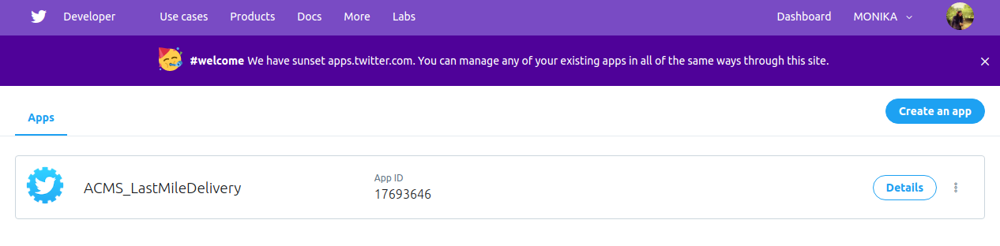 Developer Use cases Products Docs More Labs Dashboard MONIKA
#welcome We have sunset apps.twitter.com. You can manage any of your existing apps in all of the same ways through this site.
Apps
Create an app
App ID
ACMS_LastMileDelivery
17693646
Details